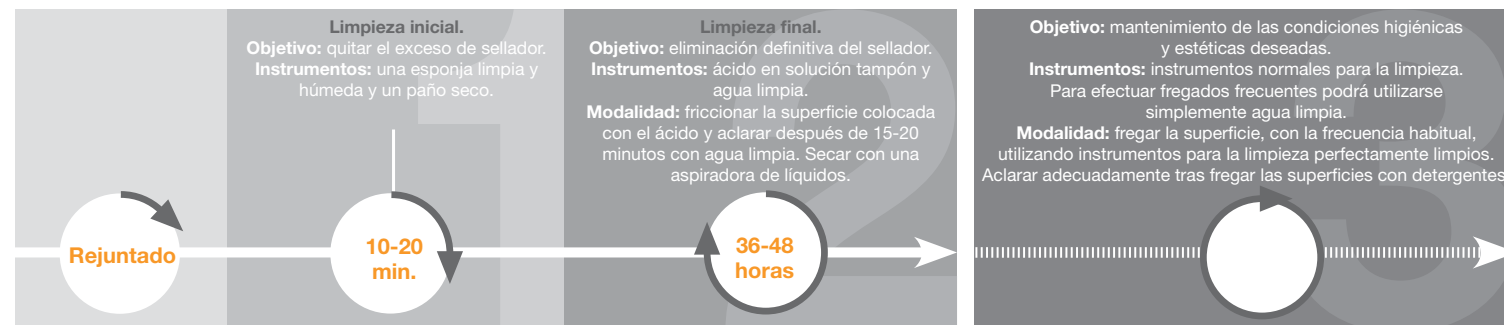 Rejuntado
1
Limpieza inicial.
Objetivo: quitar el exceso de sellador.
Instrumentos: una esponja limpia y
húmeda y un paño seco.
10-20
min.
2
Limpieza final.
Objetivo: eliminación definitiva del sellador.
Instrumentos: ácido en solución tampón y
agua limpia.
Modalidad: friccionar la superficie colocada
con el ácido y aclarar después de 15-20
minutos con agua limpia. Secar con una
aspiradora de líquidos.
36-48
horas
3
Objetivo: mantenimiento de las condiciones higiénicas
y estéticas deseadas.
Instrumentos: instrumentos normales para la limpieza.
Para efectuar fregados frecuentes podrá utilizarse
simplemente agua limpia.
Modalidad: fregar la superficie, con la frecuencia habitual,
utilizando instrumentos para la limpieza perfectamente limpios.
Aclarar adecuadamente tras fregar las superficies con detergentes